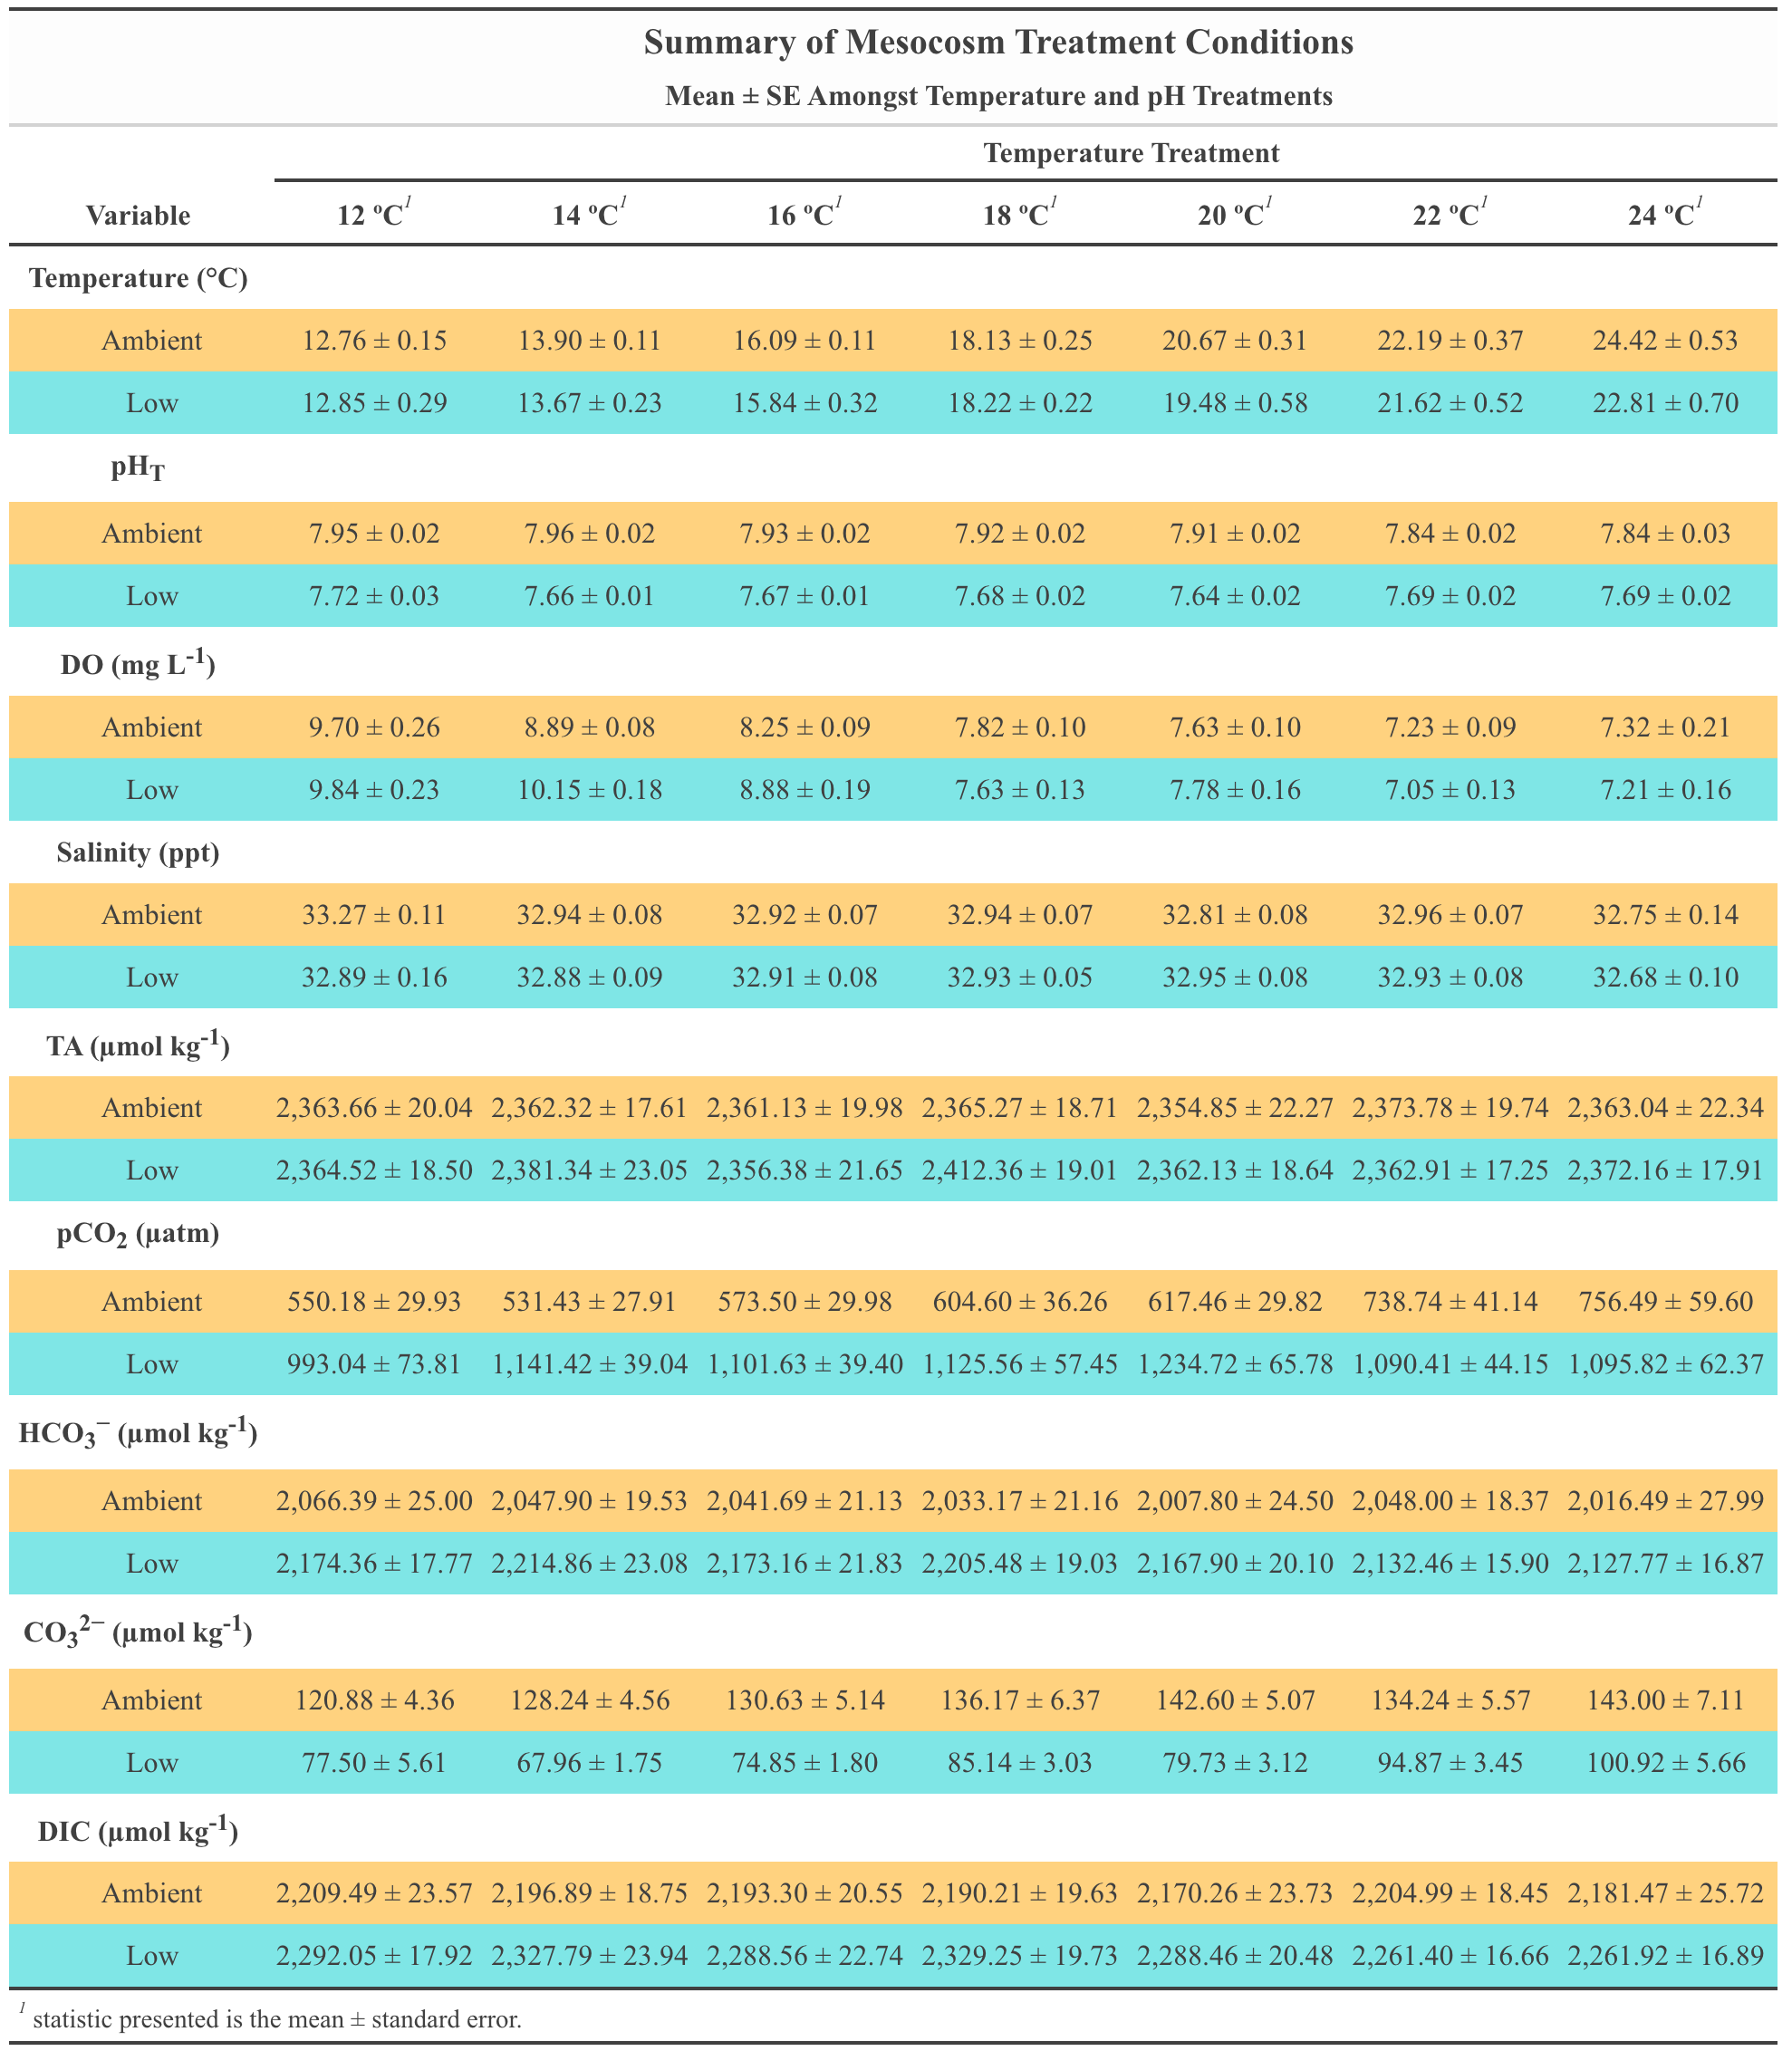 Summary of Mesocosm Treatment Conditions
Mean ± SE Amongst Temperature and pH Treatments
Temperature Treatment
Variable 12 ºC¹ 14 ºC¹ 16 ºC¹ 18 ºC¹ 20 ºC¹ 22 ºC¹ 24 ºC¹
Temperature (°C)
Ambient 12.76 ± 0.15 13.90 ± 0.11 16.09 ± 0.11 18.13 ± 0.25 20.67 ± 0.31 22.19 ± 0.37 24.42 ± 0.53
Low 12.85 ± 0.29 13.67 ± 0.23 15.84 ± 0.32 18.22 ± 0.22 19.48 ± 0.58 21.62 ± 0.52 22.81 ± 0.70
pH_T
Ambient 7.95 ± 0.02 7.96 ± 0.02 7.93 ± 0.02 7.92 ± 0.02 7.91 ± 0.02 7.84 ± 0.02 7.84 ± 0.03
Low 7.72 ± 0.03 7.66 ± 0.01 7.67 ± 0.01 7.68 ± 0.02 7.64 ± 0.02 7.69 ± 0.02 7.69 ± 0.02
DO (mg L⁻¹)
Ambient 9.70 ± 0.26 8.89 ± 0.08 8.25 ± 0.09 7.82 ± 0.10 7.63 ± 0.10 7.23 ± 0.09 7.32 ± 0.21
Low 9.84 ± 0.23 10.15 ± 0.18 8.88 ± 0.19 7.63 ± 0.13 7.78 ± 0.16 7.05 ± 0.13 7.21 ± 0.16
Salinity (ppt)
Ambient 33.27 ± 0.11 32.94 ± 0.08 32.92 ± 0.07 32.94 ± 0.07 32.81 ± 0.08 32.96 ± 0.07 32.75 ± 0.14
Low 32.89 ± 0.16 32.88 ± 0.09 32.91 ± 0.08 32.93 ± 0.05 32.95 ± 0.08 32.93 ± 0.08 32.68 ± 0.10
TA (µmol kg⁻¹)
Ambient 2,363.66 ± 20.04 2,362.32 ± 17.61 2,361.13 ± 19.98 2,365.27 ± 18.71 2,354.85 ± 22.27 2,373.78 ± 19.74 2,363.04 ± 22.34
Low 2,364.52 ± 18.50 2,381.34 ± 23.05 2,356.38 ± 21.65 2,412.36 ± 19.01 2,362.13 ± 18.64 2,362.91 ± 17.25 2,372.16 ± 17.91
pCO₂ (µatm)
Ambient 550.18 ± 29.93 531.43 ± 27.91 573.50 ± 29.98 604.60 ± 36.26 617.46 ± 29.82 738.74 ± 41.14 756.49 ± 59.60
Low 993.04 ± 73.81 1,141.42 ± 39.04 1,101.63 ± 39.40 1,125.56 ± 57.45 1,234.72 ± 65.78 1,090.41 ± 44.15 1,095.82 ± 62.37
HCO₃⁻ (µmol kg⁻¹)
Ambient 2,066.39 ± 25.00 2,047.90 ± 19.53 2,041.69 ± 21.13 2,033.17 ± 21.16 2,007.80 ± 24.50 2,048.00 ± 18.37 2,016.49 ± 27.99
Low 2,174.36 ± 17.77 2,214.86 ± 23.08 2,173.16 ± 21.83 2,205.48 ± 19.03 2,167.90 ± 20.10 2,132.46 ± 15.90 2,127.77 ± 16.87
CO₃²⁻ (µmol kg⁻¹)
Ambient 120.88 ± 4.36 128.24 ± 4.56 130.63 ± 5.14 136.17 ± 6.37 142.60 ± 5.07 134.24 ± 5.57 143.00 ± 7.11
Low 77.50 ± 5.61 67.96 ± 1.75 74.85 ± 1.80 85.14 ± 3.03 79.73 ± 3.12 94.87 ± 3.45 100.92 ± 5.66
DIC (µmol kg⁻¹)
Ambient 2,209.49 ± 23.57 2,196.89 ± 18.75 2,193.30 ± 20.55 2,190.21 ± 19.63 2,170.26 ± 23.73 2,204.99 ± 18.45 2,181.47 ± 25.72
Low 2,292.05 ± 17.92 2,327.79 ± 23.94 2,288.56 ± 22.74 2,329.25 ± 19.73 2,288.46 ± 20.48 2,261.40 ± 16.66 2,261.92 ± 16.89
¹ statistic presented is the mean ± standard error.